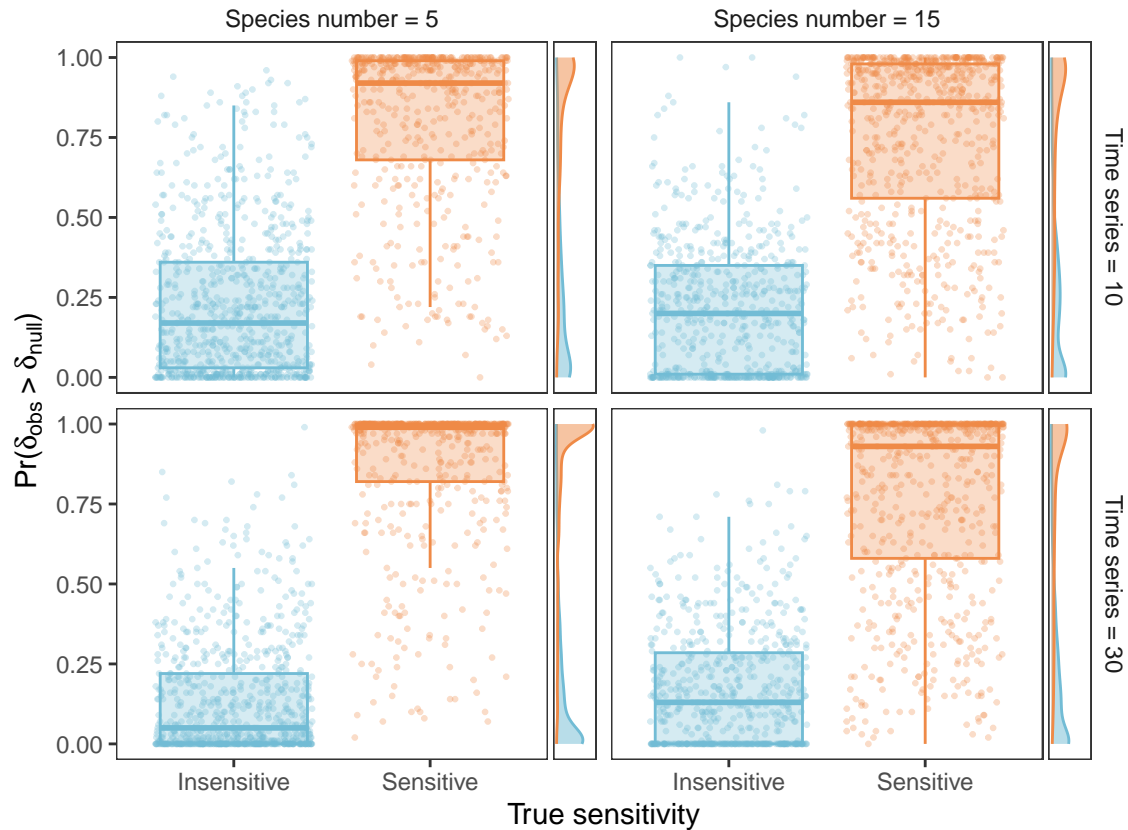 Species number = 5
Species number = 15
1.00
0.75
0.50
0.25
0.00
Time series = 10
Pr(δobs > δnull)
1.00
0.75
0.50
0.25
0.00
Time series = 30
Insensitive
Sensitive
Insensitive
Sensitive
True sensitivity